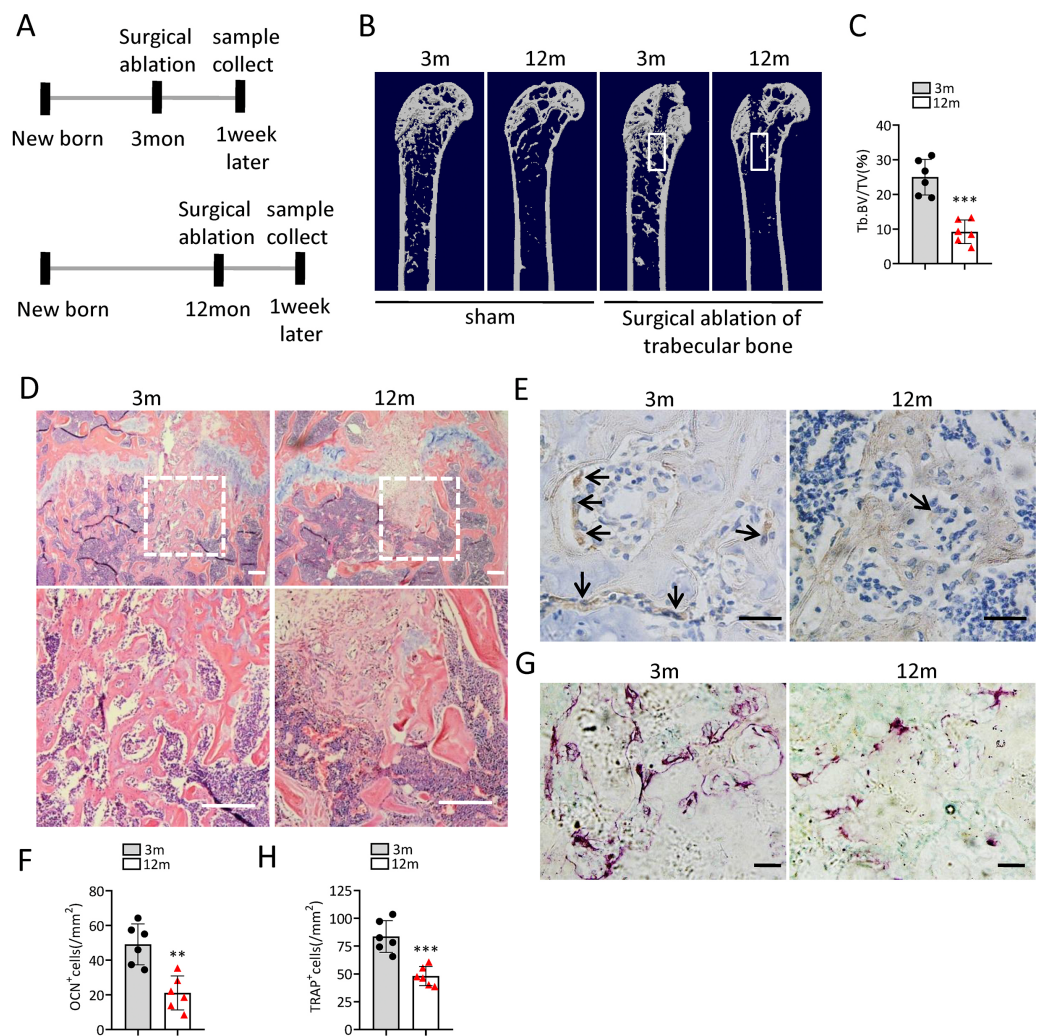 A
Surgical
ablation
sample
collect
New born
3mon
1week
later
Surgical
ablation
sample
collect
New born
12mon
1week
later
B
3m
12m
3m
12m
sham
Surgical ablation of
trabecular bone
C
3m
12m
Tb.BV/TV(%)
40
30
20
10
0
***
D
3m
12m
E
3m
12m
G
3m
12m
F
3m
12m
OCN⁺cells(/mm²)
80
60
40
20
0
**
H
3m
12m
TRAP⁺cells(/mm²)
125
100
75
50
25
0
***